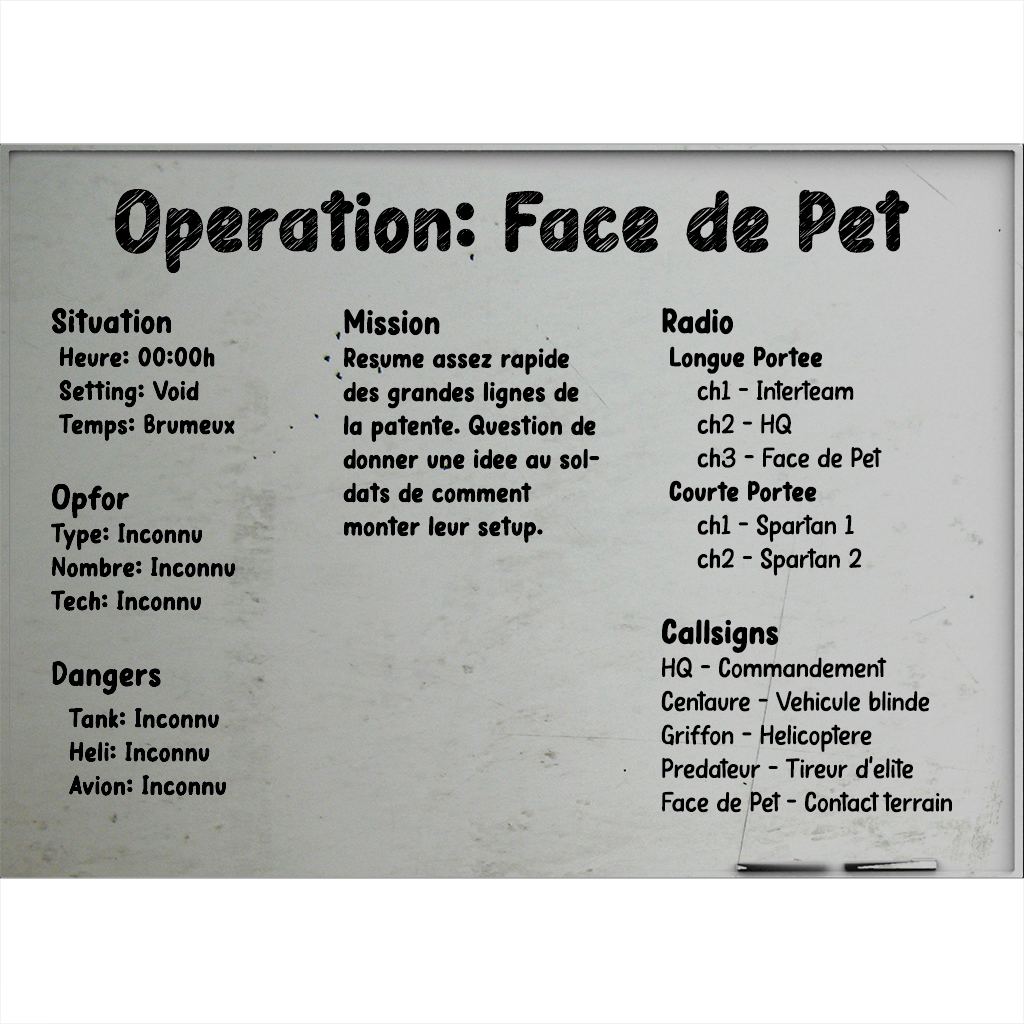 Operation: Face de Pet
Situation
Heure: 00:00h
Setting: Void
Temps: Brumeux
Opfor
Type: Inconnu
Nombre: Inconnu
Tech: Inconnu
Dangers
Tank: Inconnu
Heli: Inconnu
Avion: Inconnu
Mission
Resume assez rapide
des grandes lignes de
la patente. Question de
donner une idee au sol-
dats de comment
monter leur setup.
Radio
Longue Portee
ch1 - Interteam
ch2 - HQ
ch3 - Face de Pet
Courte Portee
ch1 - Spartan 1
ch2 - Spartan 2
Callsigns
HQ - Commandement
Centaure - Vehicule blinde
Griffon - Helicoptere
Predateur - Tireur d'elite
Face de Pet - Contact terrain